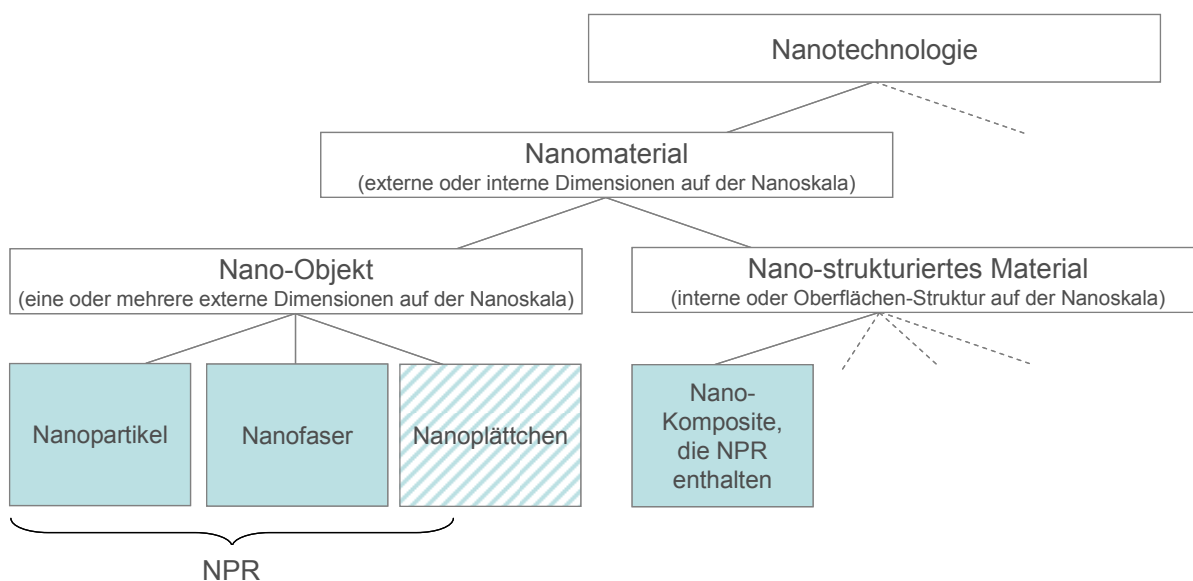 Nanotechnologie
Nanomaterial
(externe oder interne Dimensionen auf der Nanoskala)
Nano-Objekt
(eine oder mehrere externe Dimensionen auf der Nanoskala)
Nano-strukturiertes Material
(interne oder Oberflächen-Struktur auf der Nanoskala)
Nanopartikel
Nanofaser
Nanoplättchen
Nano-
Komposite,
die NPR
enthalten
NPR